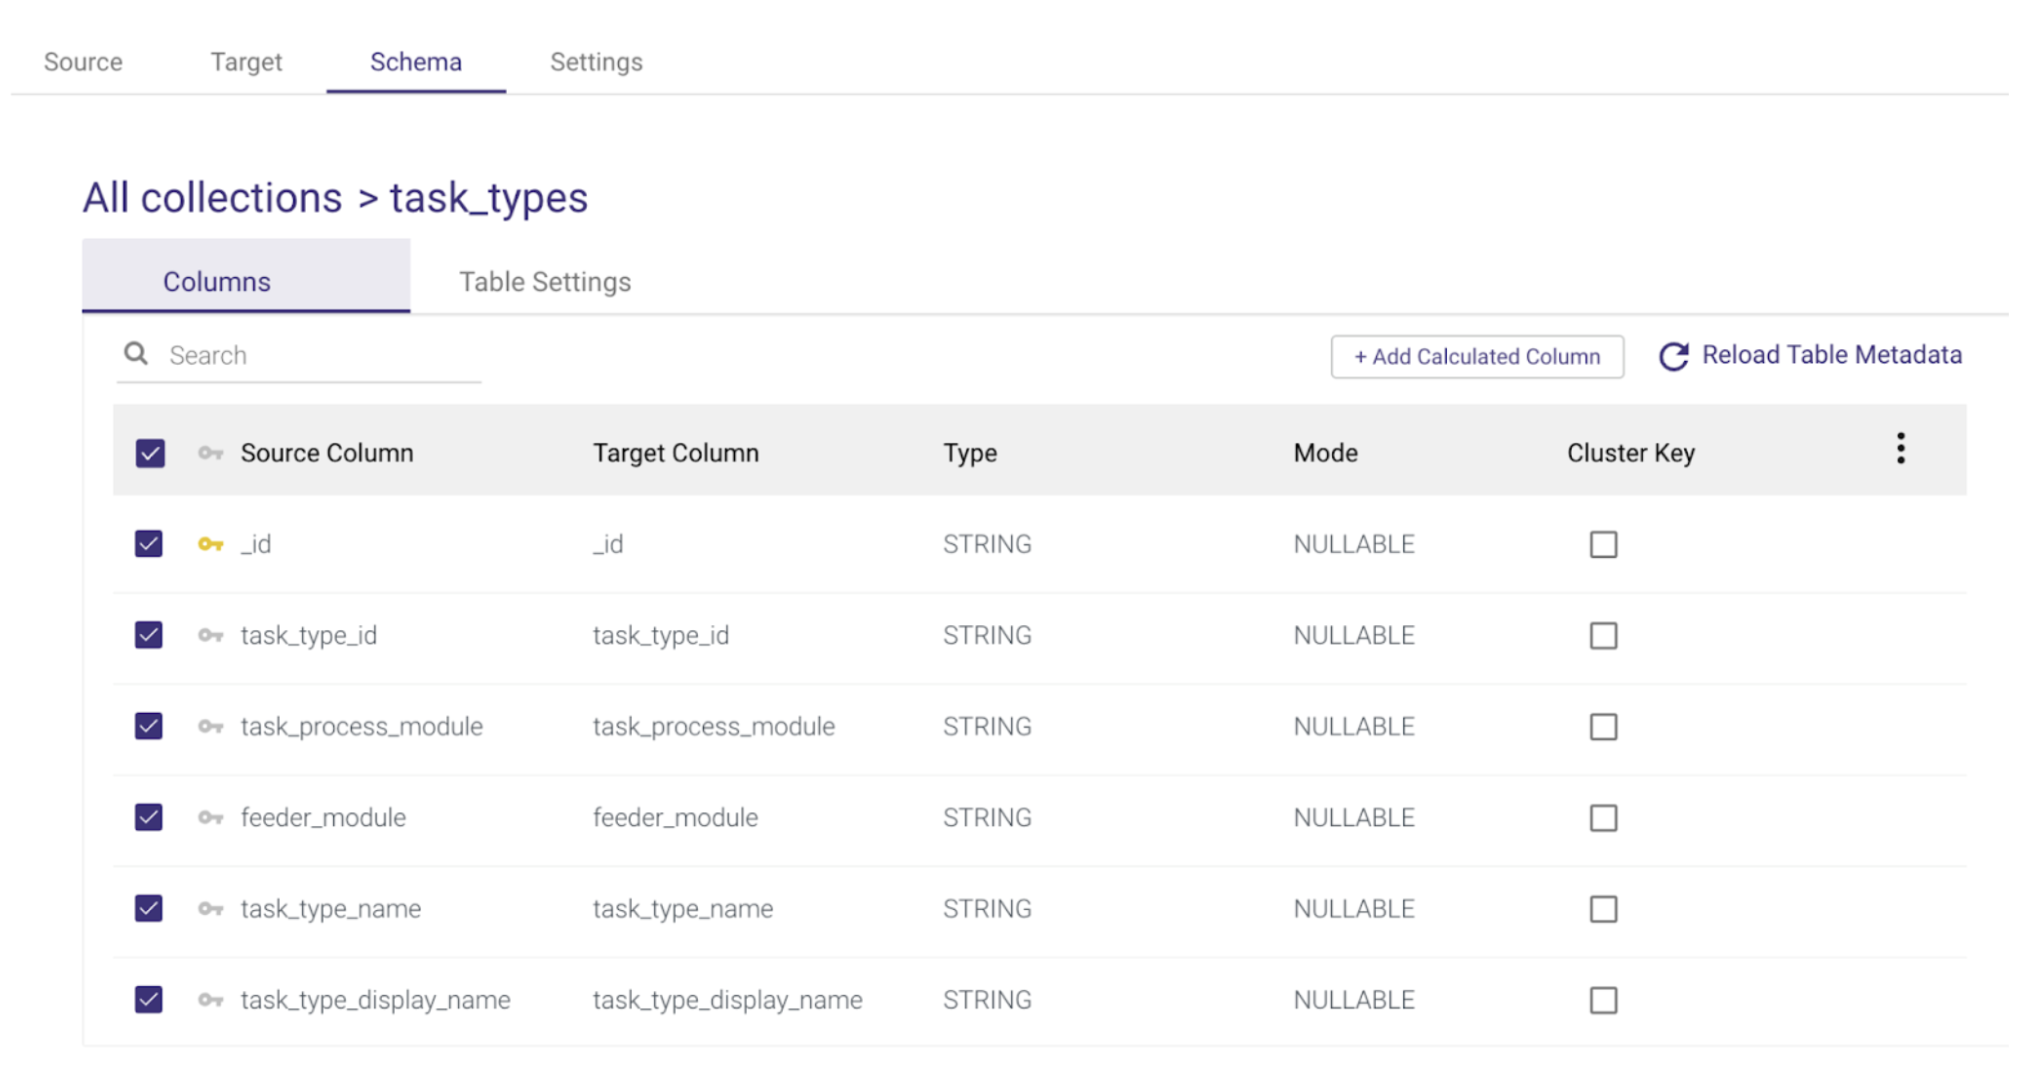 Source Target Schema Settings
All collections > task_types
Columns Table Settings
Search + Add Calculated Column Reload Table Metadata
Source Column Target Column Type Mode Cluster Key
_id _id STRING NULLABLE
task_type_id task_type_id STRING NULLABLE
task_process_module task_process_module STRING NULLABLE
feeder_module feeder_module STRING NULLABLE
task_type_name task_type_name STRING NULLABLE
task_type_display_name task_type_display_name STRING NULLABLE